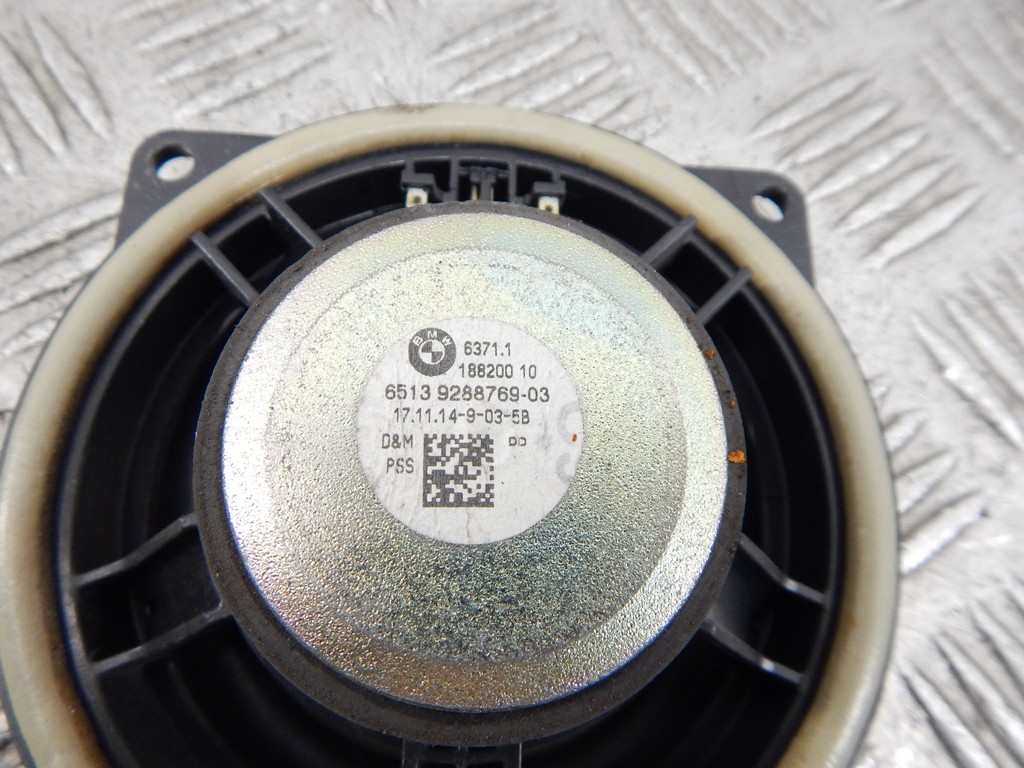 BMW
6371.1
188200 10
6513 9288769-03
17.11.14-9-03-5B
D&M
PSS